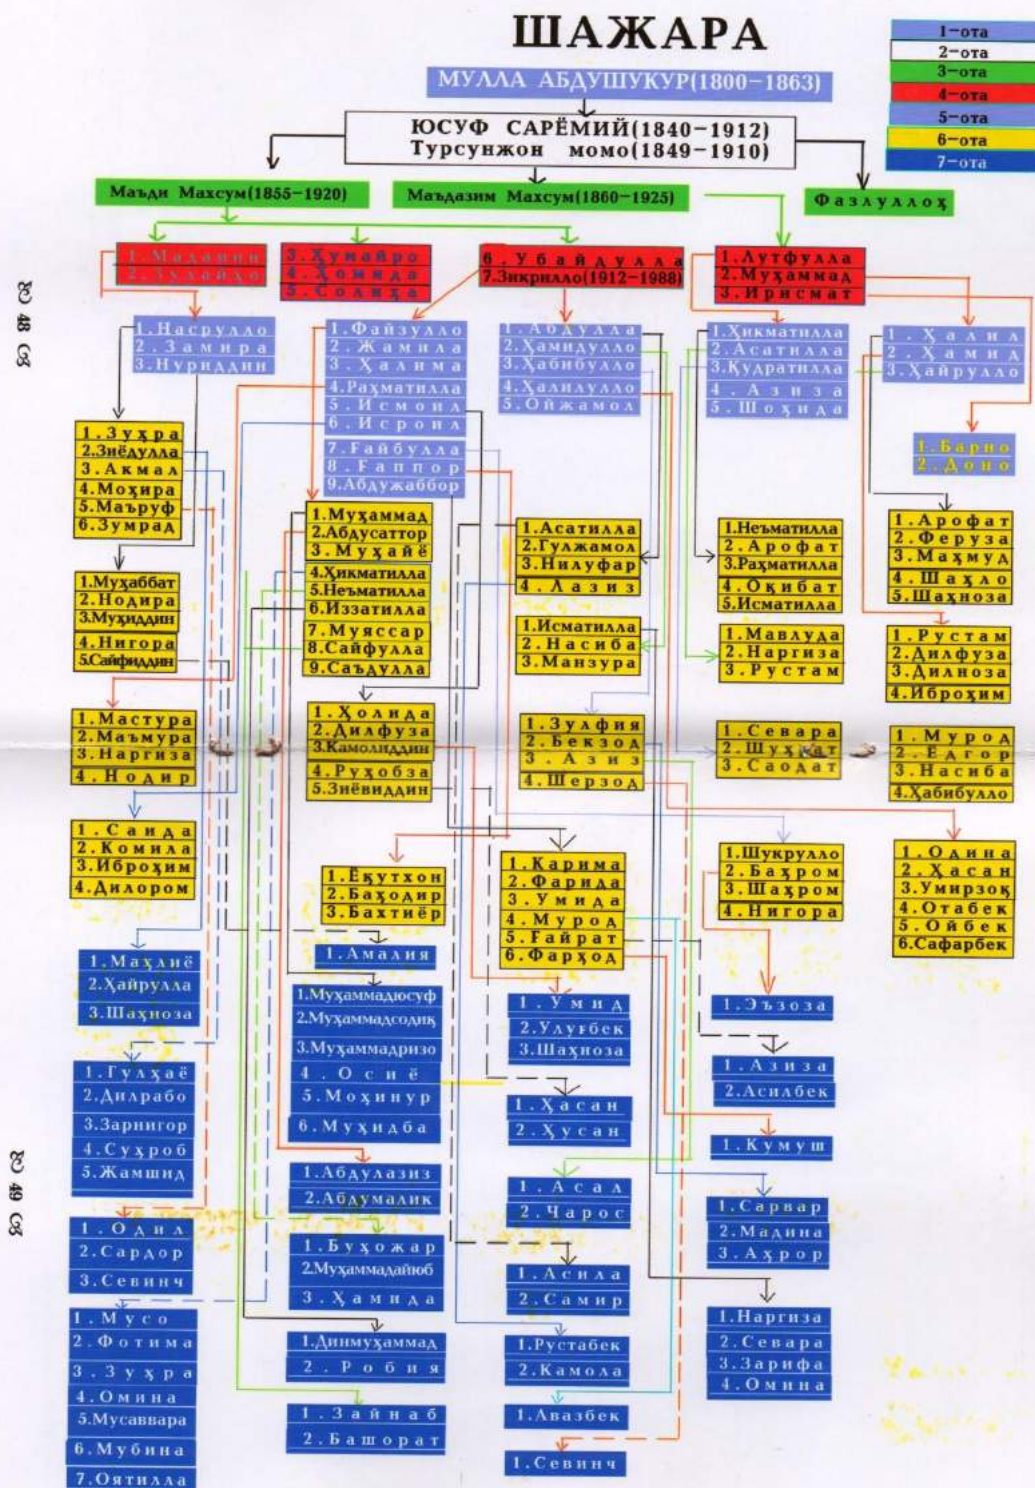 ШАЖАРА
1-ота
2-ота
3-ота
4-ота
5-ота
6-ота
7-ота
МУЛЛА АБДУШУКУР(1800-1863)
ЮСУФ САРЁМИЙ(1840-1912)
Турсунжон момо(1849-1910)
Маъди Махсум(1855-1920)
Маъдазим Махсум(1860-1925)
Фазлуллоҳ
1.Мадамин
2.Зулайҳо
3.Ҳумайро
4.Ҳомида
5.Солиҳа
6.Убайдулла
7.Зикрилло(1912-1988)
1.Лутфулла
2.Муҳаммад
3.Ирисмат
1.Насрулло
2.Замира
3.Нуриддин
1.Файзулло
2.Жамила
3.Ҳалима
4.Раҳматилла
5.Исмоил
6.Исроил
7.Ғайбулла
8.Ғаппор
9.Абдужаббор
1.Абдулла
2.Ҳамидулло
3.Ҳабибулло
4.Ҳалилулло
5.Ойжамол
1.Ҳикматилла
2.Асатилла
3.Қудратилла
4.Азиза
5.Шоҳида
1.Ҳалил
2.Ҳамид
3.Ҳайрулло
1.Барно
2.Доно
1.Зуҳра
2.Зиёдулла
3.Акмал
4.Моҳира
5.Маъруф
6.Зумрад
1.Муҳаммад
2.Абдусаттор
3.Муҳайё
4.Ҳикматилла
5.Неъматилла
6.Иззатилла
7.Муяссар
8.Сайфулла
9.Саъдулла
1.Асатилла
2.Гулжамол
3.Нилуфар
4.Лазиз
1.Неъматилла
2.Арофат
3.Раҳматилла
4.Оқибат
5.Исматилла
1.Арофат
2.Феруза
3.Маҳмуд
4.Шаҳло
5.Шаҳноза
1.Муҳаббат
2.Нодира
3.Муҳиддин
4.Нигора
5.Сайфиддин
1.Исматилла
2.Насиба
3.Манзура
1.Мавлуда
2.Наргиза
3.Рустам
1.Рустам
2.Дилфуза
3.Дилноза
4.Иброҳим
1.Мастура
2.Маъмура
3.Наргиза
4.Нодир
1.Ҳолида
2.Дилфуза
3.Камолиддин
4.Руҳобза
5.Зиёвиддин
1.Зулфия
2.Бекзод
3.Азиз
4.Шерзод
1.Севара
2.Шуҳрат
3.Саодат
1.Мурод
2.Ёдгор
3.Насиба
4.Ҳабибулло
1.Саида
2.Комила
3.Иброҳим
4.Дилором
1.Ёқутхон
2.Баҳодир
3.Бахтиёр
1.Карима
2.Фарида
3.Умида
4.Мурод
5.Ғайрат
6.Фарҳод
1.Шукрулло
2.Баҳром
3.Шаҳром
4.Нигора
1.Одина
2.Ҳасан
3.Умирзоқ
4.Отабек
5.Ойбек
6.Сафарбек
1.Маҳлиё
2.Ҳайрулла
3.Шаҳноза
1.Амалия
1.Муҳаммадюсуф
2.Муҳаммадсодиқ
3.Муҳаммадризо
4.Осиё
5.Моҳинур
6.Муҳидба
1.Умид
2.Улуғбек
3.Шаҳноза
1.Эъзоза
1.Азиза
2.Асилбек
1.Гулҳаё
2.Дилрабо
3.Зарнигор
4.Суҳроб
5.Жамшид
1.Ҳасан
2.Ҳусан
1.Кумуш
1.Абдулазиз
2.Абдумалик
1.Асал
2.Чарос
1.Сарвар
2.Мадина
3.Аҳрор
1.Одил
2.Сардор
3.Севинч
1.Буҳожар
2.Муҳаммадайюб
3.Ҳамида
1.Асила
2.Самир
1.Мусо
2.Фотима
3.Зуҳра
4.Омина
5.Мусаввара
6.Мубина
7.Оятилла
1.Динмуҳаммад
2.Робия
1.Рустабек
2.Камола
1.Наргиза
2.Севара
3.Зарифа
4.Омина
1.Зайнаб
2.Башорат
1.Авазбек
1.Севинч
48
49